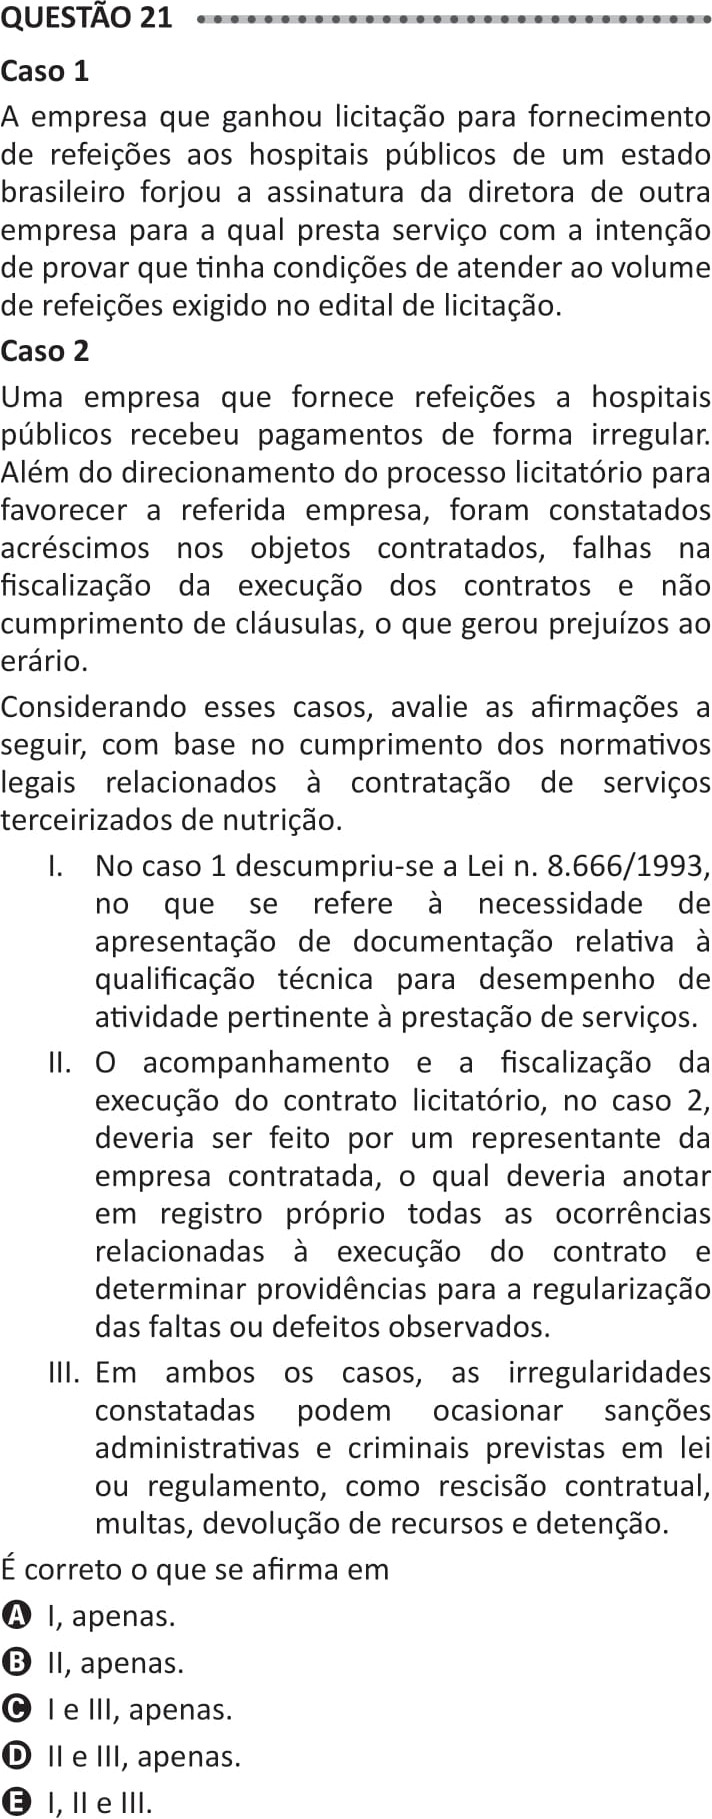 QUESTÃO 21
Caso 1
A empresa que ganhou licitação para fornecimento
de refeições aos hospitais públicos de um estado
brasileiro forjou a assinatura da diretora de outra
empresa para a qual presta serviço com a intenção
de provar que tinha condições de atender ao volume
de refeições exigido no edital de licitação.
Caso 2
Uma empresa que fornece refeições a hospitais
públicos recebeu pagamentos de forma irregular.
Além do direcionamento do processo licitatório para
favorecer a referida empresa, foram constatados
acréscimos nos objetos contratados, falhas na
fiscalização da execução dos contratos e não
cumprimento de cláusulas, o que gerou prejuízos ao
erário.
Considerando esses casos, avalie as afirmações a
seguir, com base no cumprimento dos normativos
legais relacionados à contratação de serviços
terceirizados de nutrição.
I. No caso 1 descumpriu-se a Lei n. 8.666/1993,
no que se refere à necessidade de
apresentação de documentação relativa à
qualificação técnica para desempenho de
atividade pertinente à prestação de serviços.
II. O acompanhamento e a fiscalização da
execução do contrato licitatório, no caso 2,
deveria ser feito por um representante da
empresa contratada, o qual deveria anotar
em registro próprio todas as ocorrências
relacionadas à execução do contrato e
determinar providências para a regularização
das faltas ou defeitos observados.
III. Em ambos os casos, as irregularidades
constatadas podem ocasionar sanções
administrativas e criminais previstas em lei
ou regulamento, como rescisão contratual,
multas, devolução de recursos e detenção.
É correto o que se afirma em
A I, apenas.
B II, apenas.
C I e III, apenas.
D II e III, apenas.
E I, II e III.